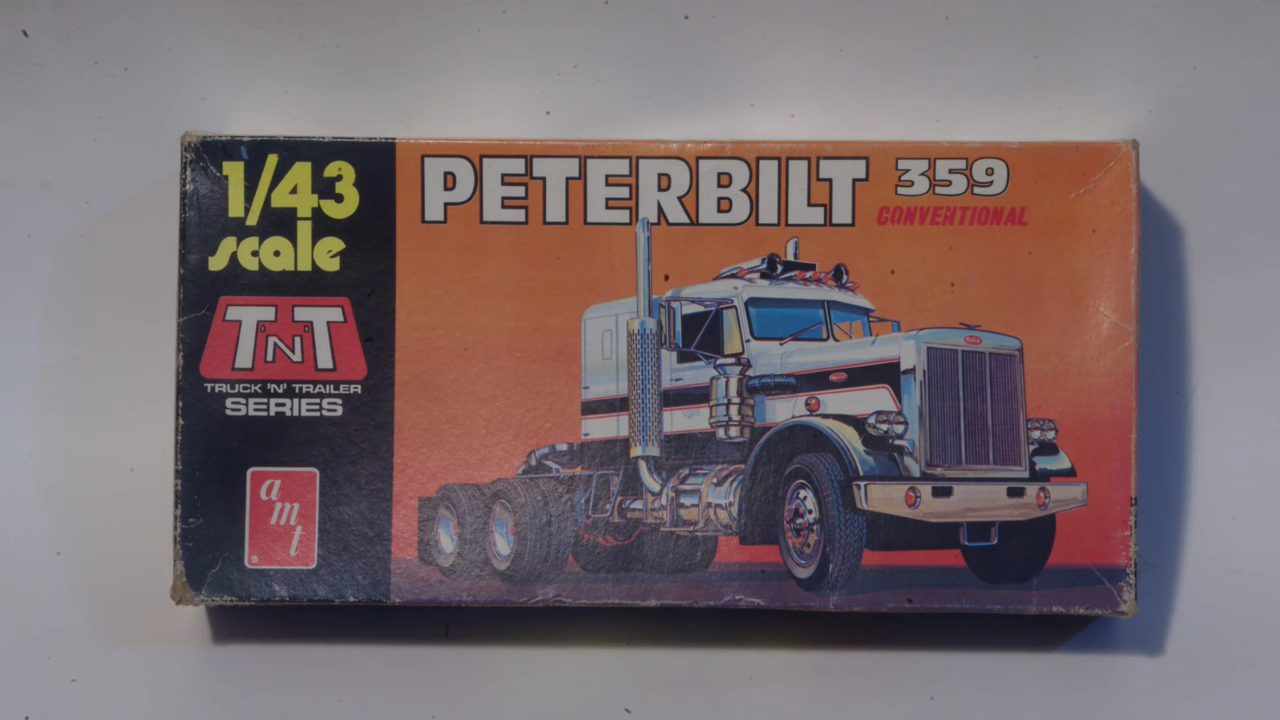 1/43
scale
TNT
TRUCK 'N' TRAILER
SERIES
amt
PETERBILT 359
CONVENTIONAL